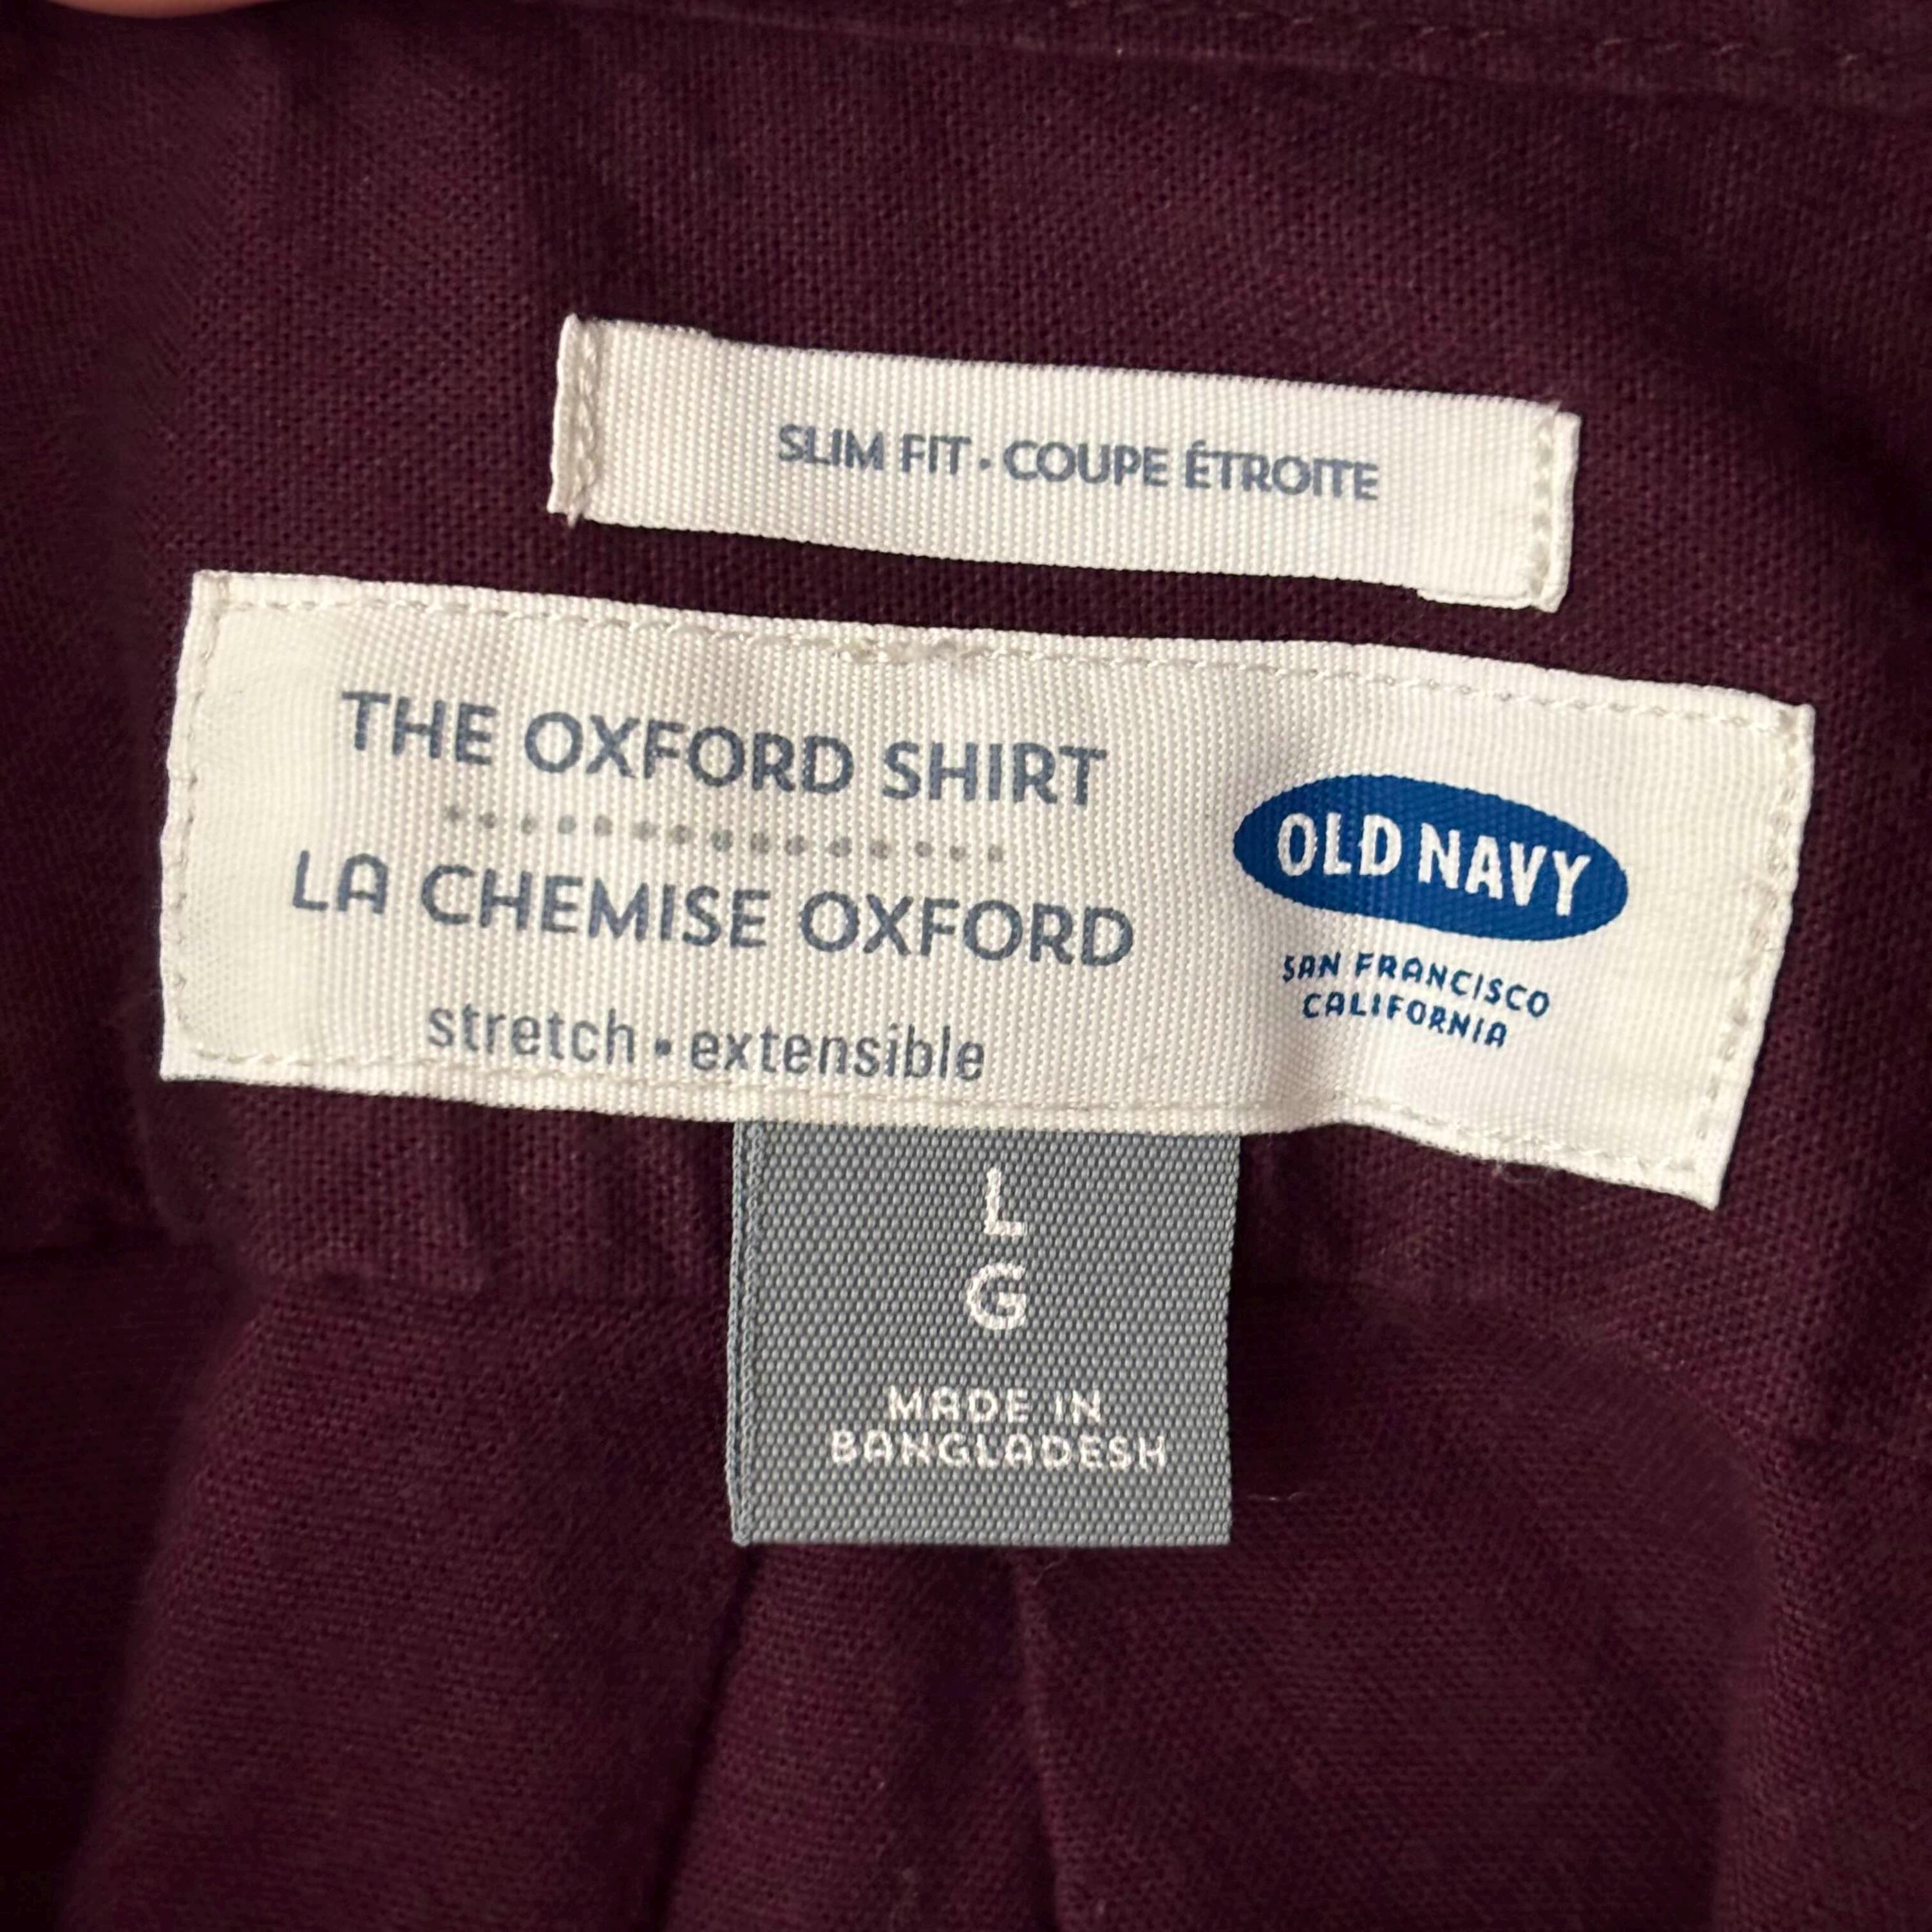 SLIM FIT · COUPE ÉTROITE
THE OXFORD SHIRT
LA CHEMISE OXFORD
stretch • extensible
OLD NAVY
SAN FRANCISCO
CALIFORNIA
L
G
MADE IN
BANGLADESH